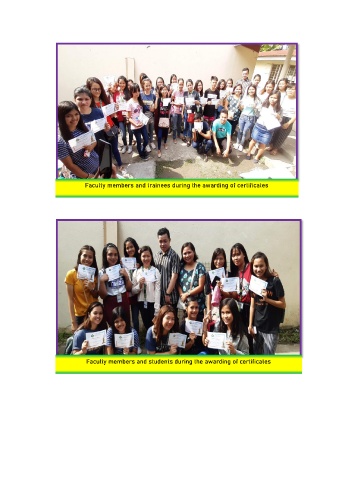 Faculty members and trainees during the awarding of certificates
Faculty members and students during the awarding of certificates